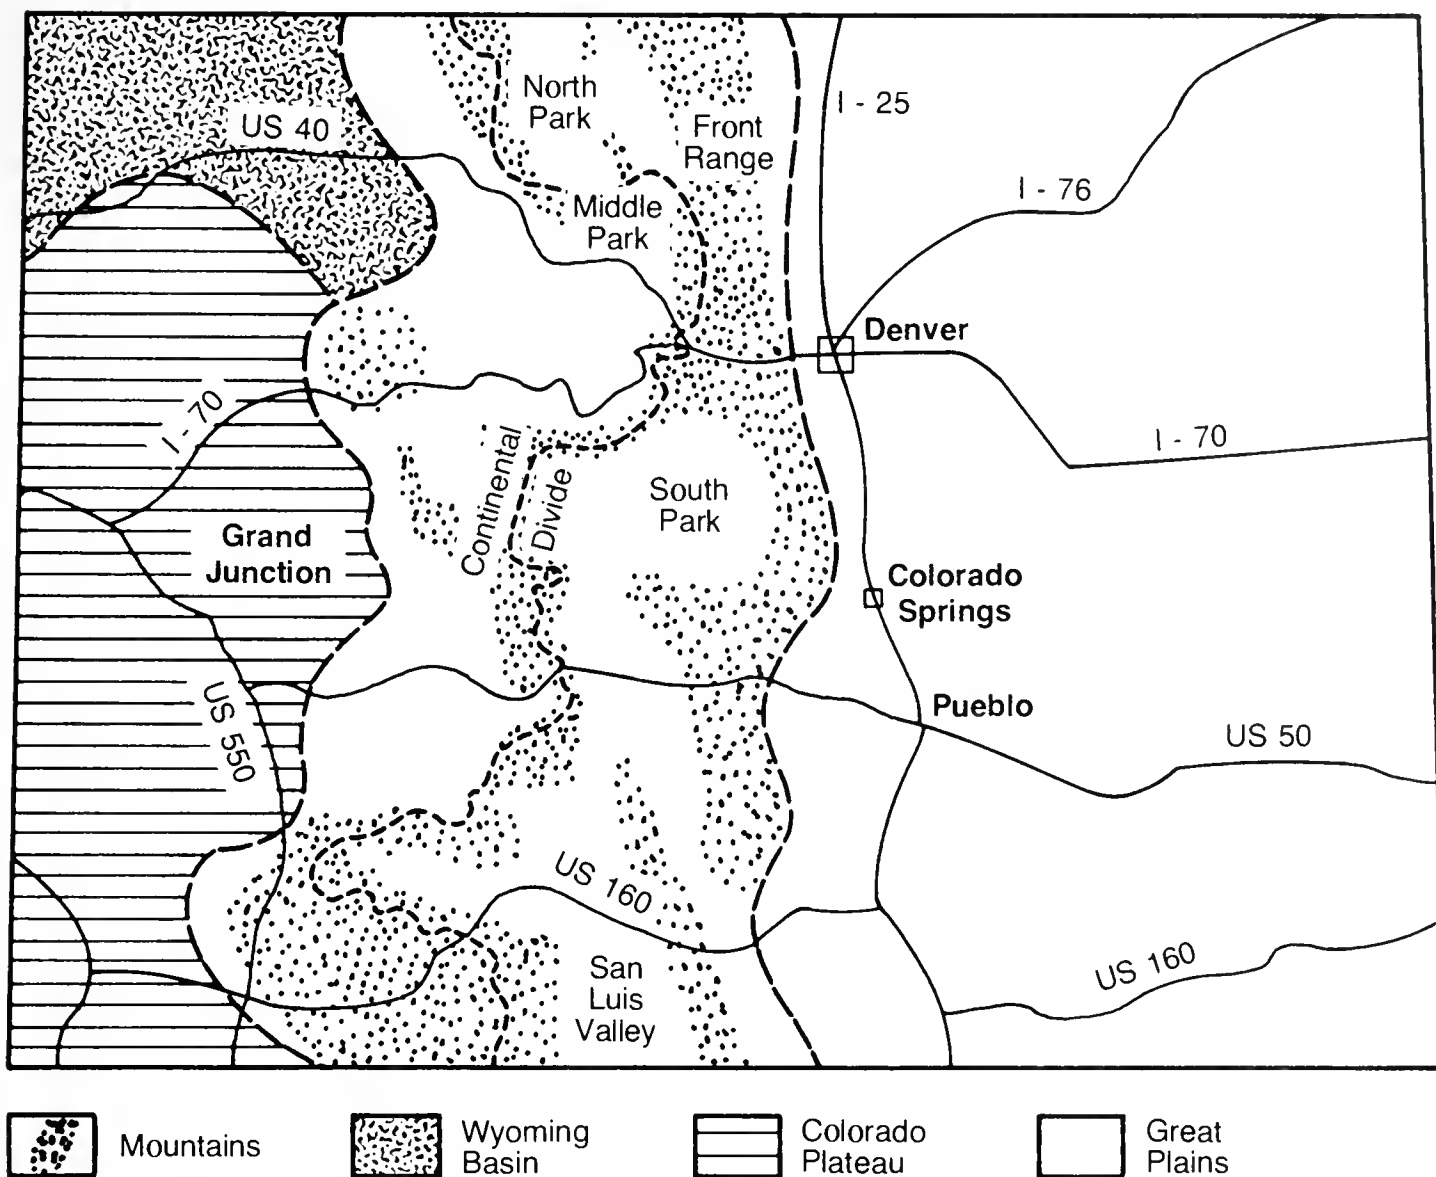 North
Park
I - 25
US 40
Front
Range
I - 76
Middle
Park
Denver
I - 70
I - 70
Continental
Divide
South
Park
Grand
Junction
Colorado
Springs
US 550
Pueblo
US 50
US 160
San
Luis
Valley
US 160
Mountains
Wyoming
Basin
Colorado
Plateau
Great
Plains